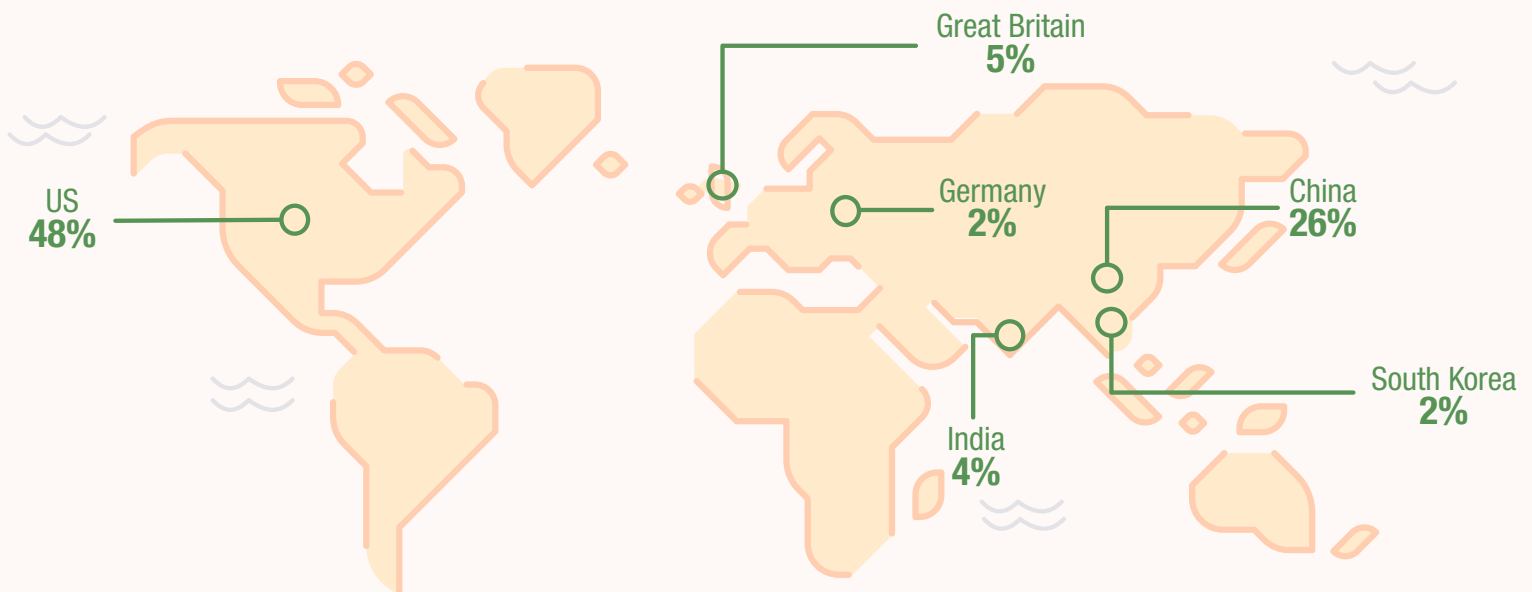 Great Britain
5%
US
48%
Germany
2%
China
26%
South Korea
2%
India
4%